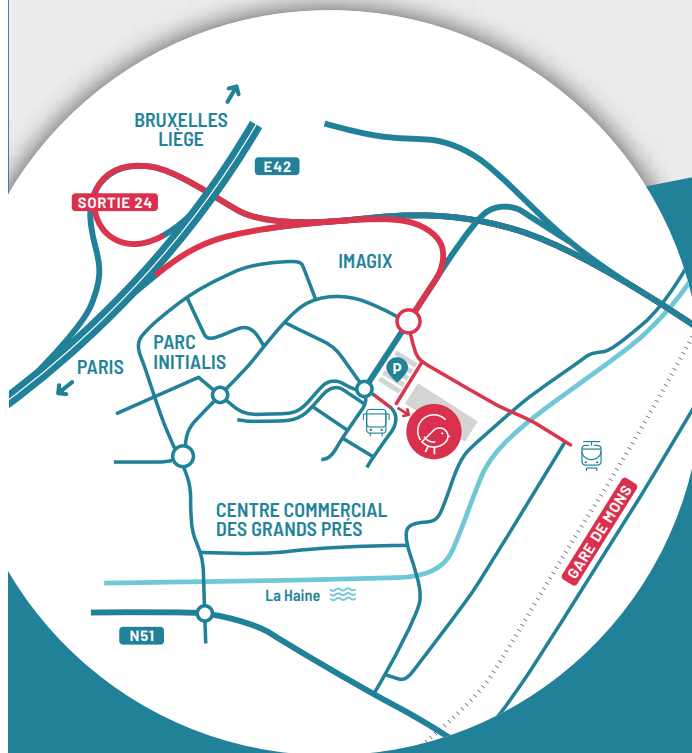 BRUXELLES
LIÈGE
E42
SORTIE 24
IMAGIX
PARC
INITIALIS
PARIS
P
CENTRE COMMERCIAL
DES GRANDS PRÉS
GARE DE MONS
La Haine
N51